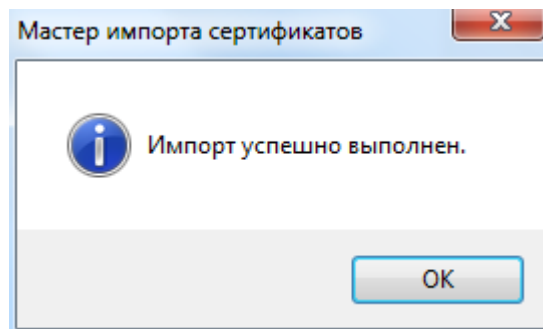 Мастер импорта сертификатов
Импорт успешно выполнен.
OK